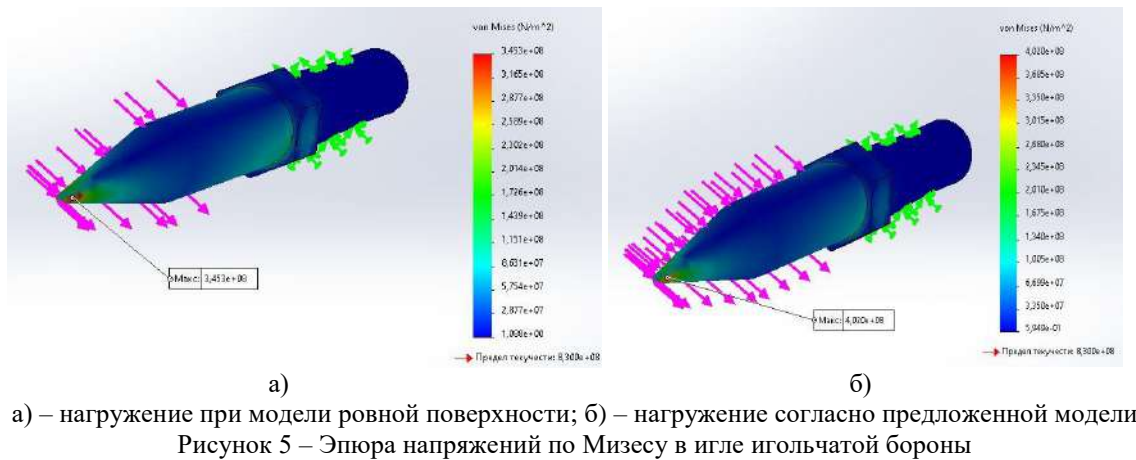 von Mises (N/m^2)
3,453e+08
3,165e+08
2,877e+08
2,589e+08
2,302e+08
2,014e+08
1,726e+08
1,439e+08
1,151e+08
8,631e+07
5,754e+07
2,877e+07
1,098e+00
Предел текучести: 8,300e+08
Макс: 3,453e+08
von Mises (N/m^2)
4,020e+08
3,685e+08
3,350e+08
3,015e+08
2,680e+08
2,345e+08
2,010e+08
1,675e+08
1,340e+08
1,005e+08
6,699e+07
3,350e+07
Предел текучести: 8,300e+08
Макс: 4,020e+08
а)
б)
а) – нагружение при модели ровной поверхности; б) – нагружение согласно предложенной модели
Рисунок 5 – Эпюра напряжений по Мизесу в игле игольчатой бороны